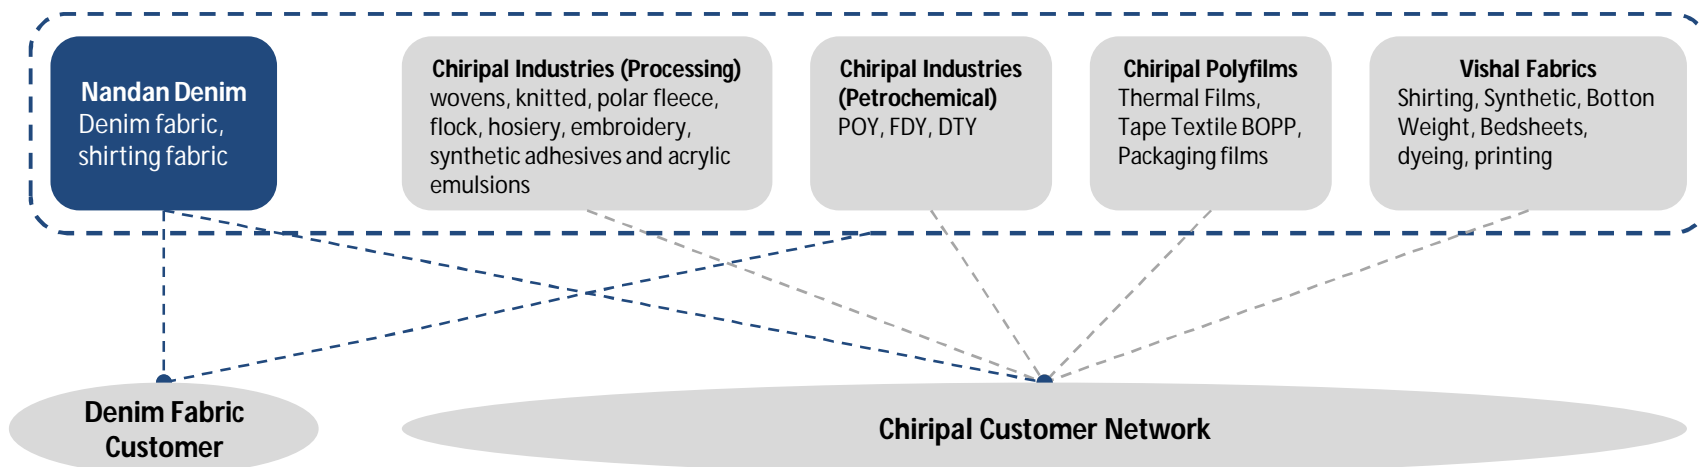 Nandan Denim
Denim fabric,
shirting fabric
Chiripal Industries (Processing)
wovens, knitted, polar fleece,
flock, hosiery, embroidery,
synthetic adhesives and acrylic
emulsions
Chiripal Industries
(Petrochemical)
POY, FDY, DTY
Chiripal Polyfilms
Thermal Films,
Tape Textile BOPP,
Packaging films
Vishal Fabrics
Shirting, Synthetic, Botton
Weight, Bedsheets,
dyeing, printing
Denim Fabric
Customer
Chiripal Customer Network